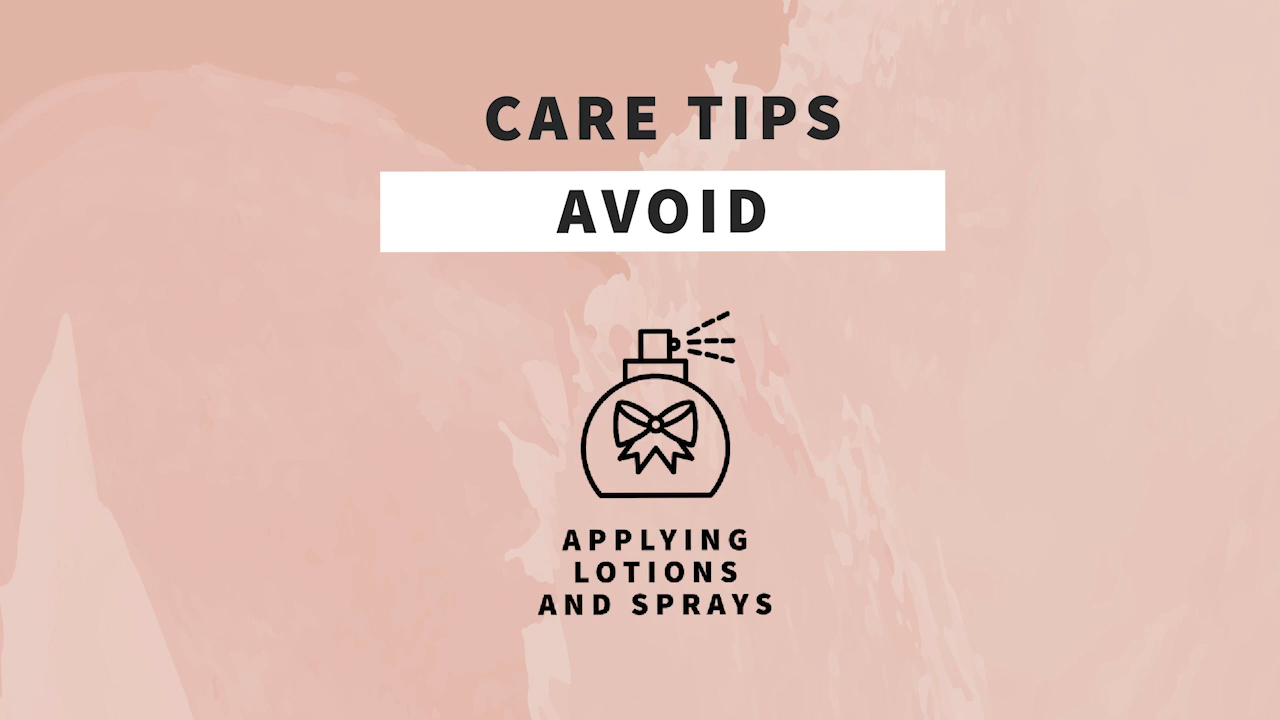 CARE TIPS
AVOID
APPLYING
LOTIONS
AND SPRAYS